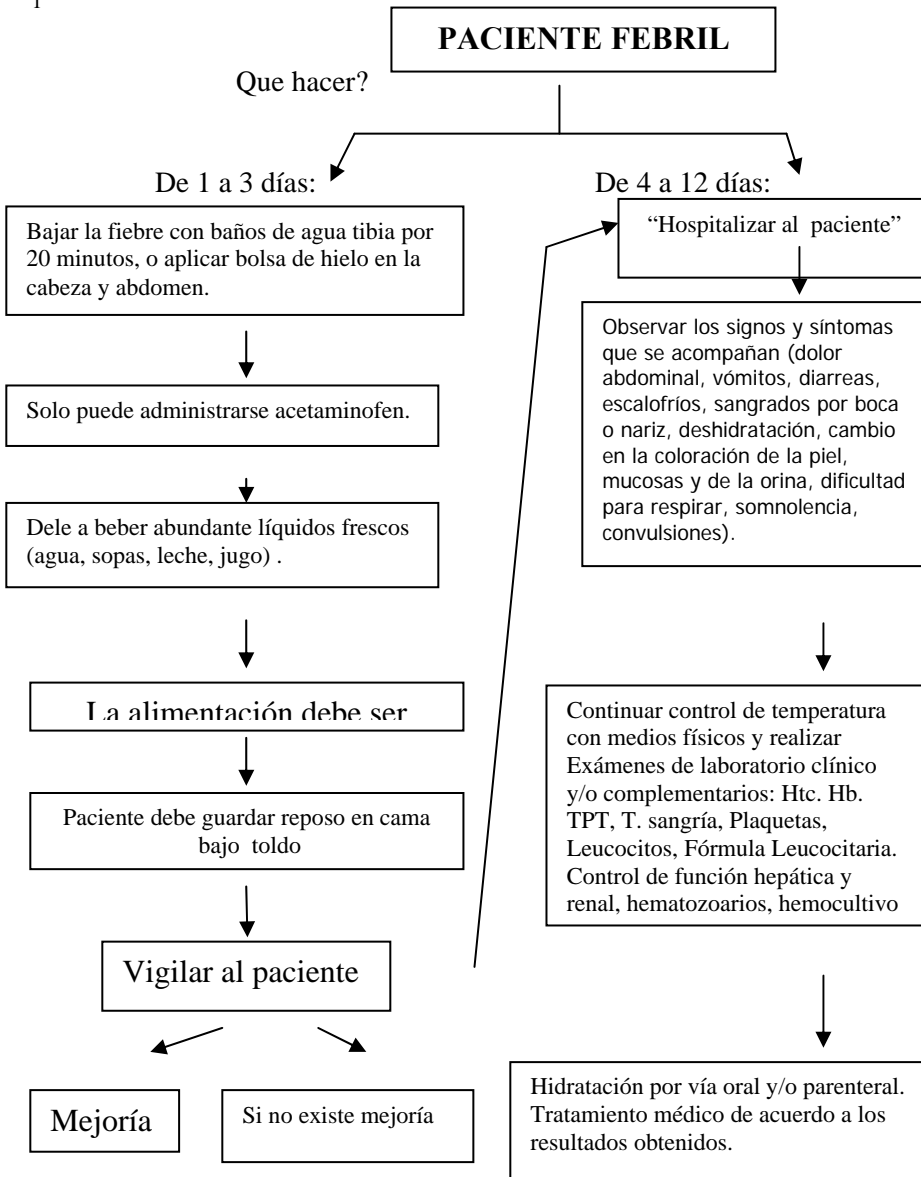 PACIENTE FEBRIL
Que hacer?
De 1 a 3 días:
Bajar la fiebre con baños de agua tibia por
20 minutos, o aplicar bolsa de hielo en la
cabeza y abdomen.
Solo puede administrarse acetaminofen.
Dele a beber abundante líquidos frescos
(agua, sopas, leche, jugo) .
La alimentación debe ser
Paciente debe guardar reposo en cama
bajo toldo
Vigilar al paciente
Mejoría
Si no existe mejoría
De 4 a 12 días:
“Hospitalizar al paciente”
Observar los signos y síntomas
que se acompañan (dolor
abdominal, vómitos, diarreas,
escalofríos, sangrados por boca
o nariz, deshidratación, cambio
en la coloración de la piel,
mucosas y de la orina, dificultad
para respirar, somnolencia,
convulsiones).
Continuar control de temperatura
con medios físicos y realizar
Exámenes de laboratorio clínico
y/o complementarios: Htc. Hb.
TPT, T. sangría, Plaquetas,
Leucocitos, Fórmula Leucocitaria.
Control de función hepática y
renal, hematozoarios, hemocultivo
Hidratación por vía oral y/o parenteral.
Tratamiento médico de acuerdo a los
resultados obtenidos.